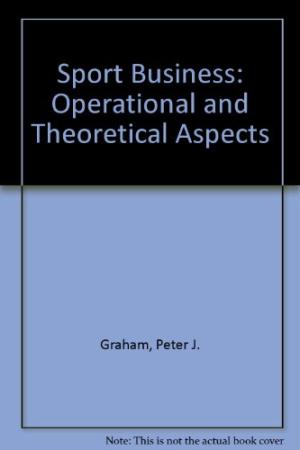 Sport Business:
Operational and
Theoretical Aspects
Graham, Peter J.
Note: This is not the actual book cover